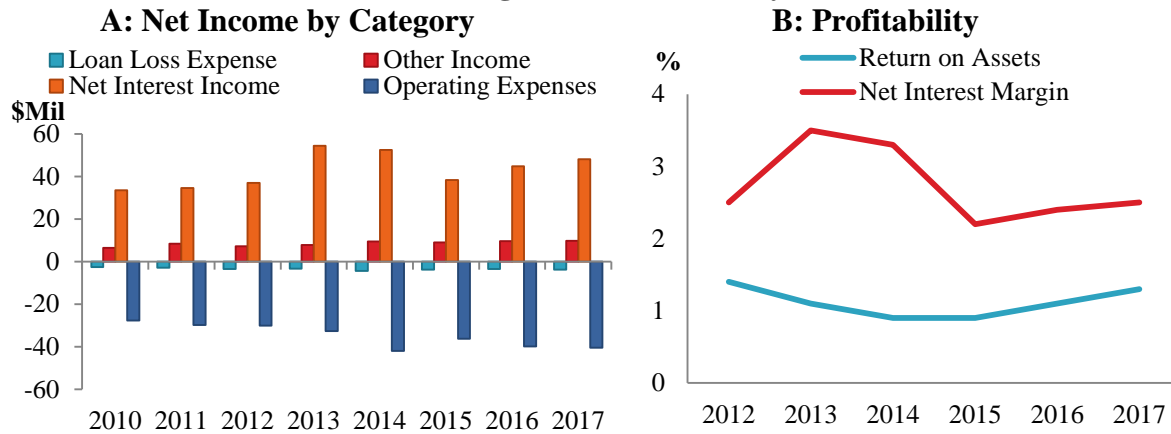 A: Net Income by Category
Loan Loss Expense
Other Income
Net Interest Income
Operating Expenses
$Mil
60
40
20
0
-20
-40
-60
2010 2011 2012 2013 2014 2015 2016 2017
B: Profitability
%
Return on Assets
Net Interest Margin
4
3
2
1
0
2012 2013 2014 2015 2016 2017